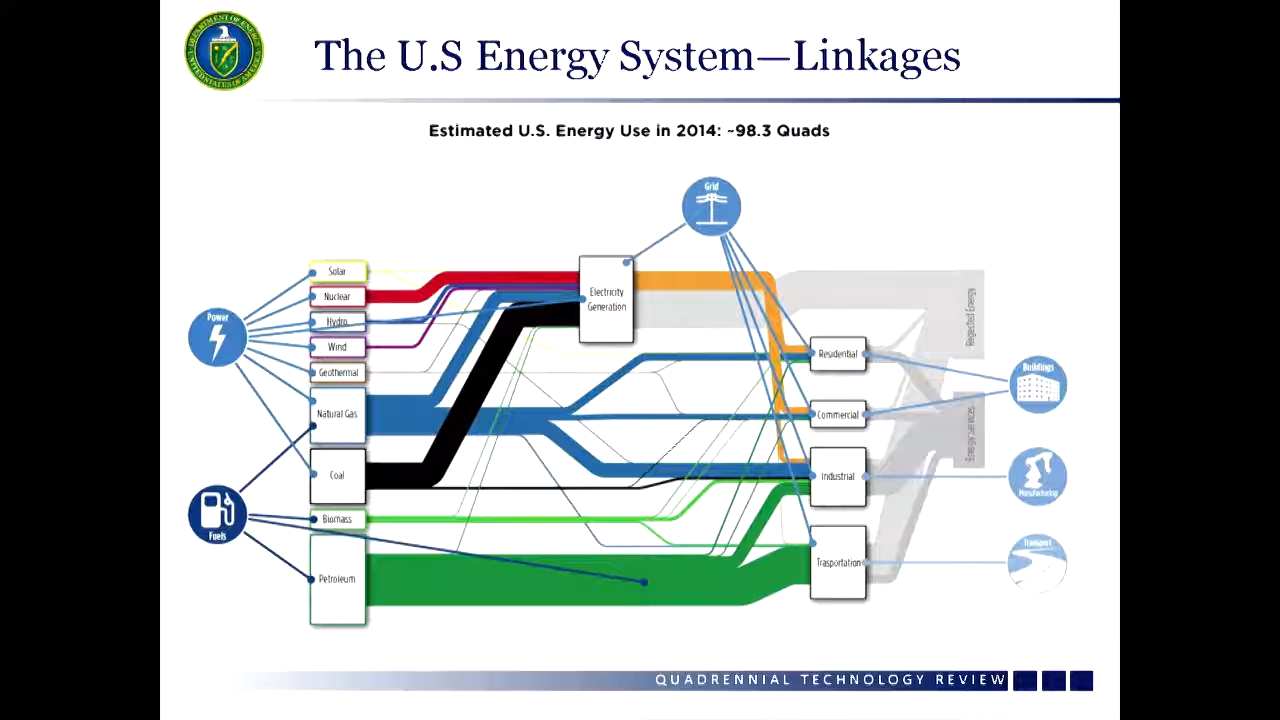 The U.S Energy System—Linkages
Estimated U.S. Energy Use in 2014: ~98.3 Quads
Grid
Solar
Nuclear
Hydro
Wind
Geothermal
Natural Gas
Coal
Biomass
Petroleum
Power
Fuels
Electricity
Generation
Residential
Commercial
Industrial
Trasportation
Rejected Energy
Energy Services
Buildings
Manufacturing
Transport
QUADRENNIAL TECHNOLOGY REVIEW